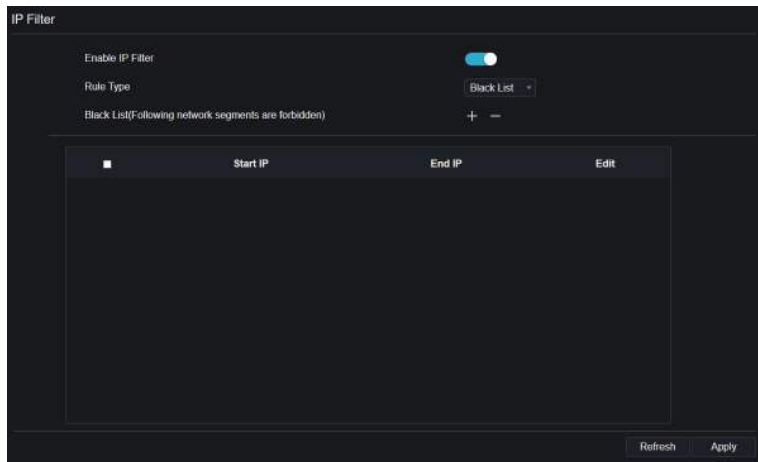 IP Filter
Enable IP Filter
Rule Type Black List
Black List(Following network segments are forbidden) + −
Start IP End IP Edit
Refresh Apply